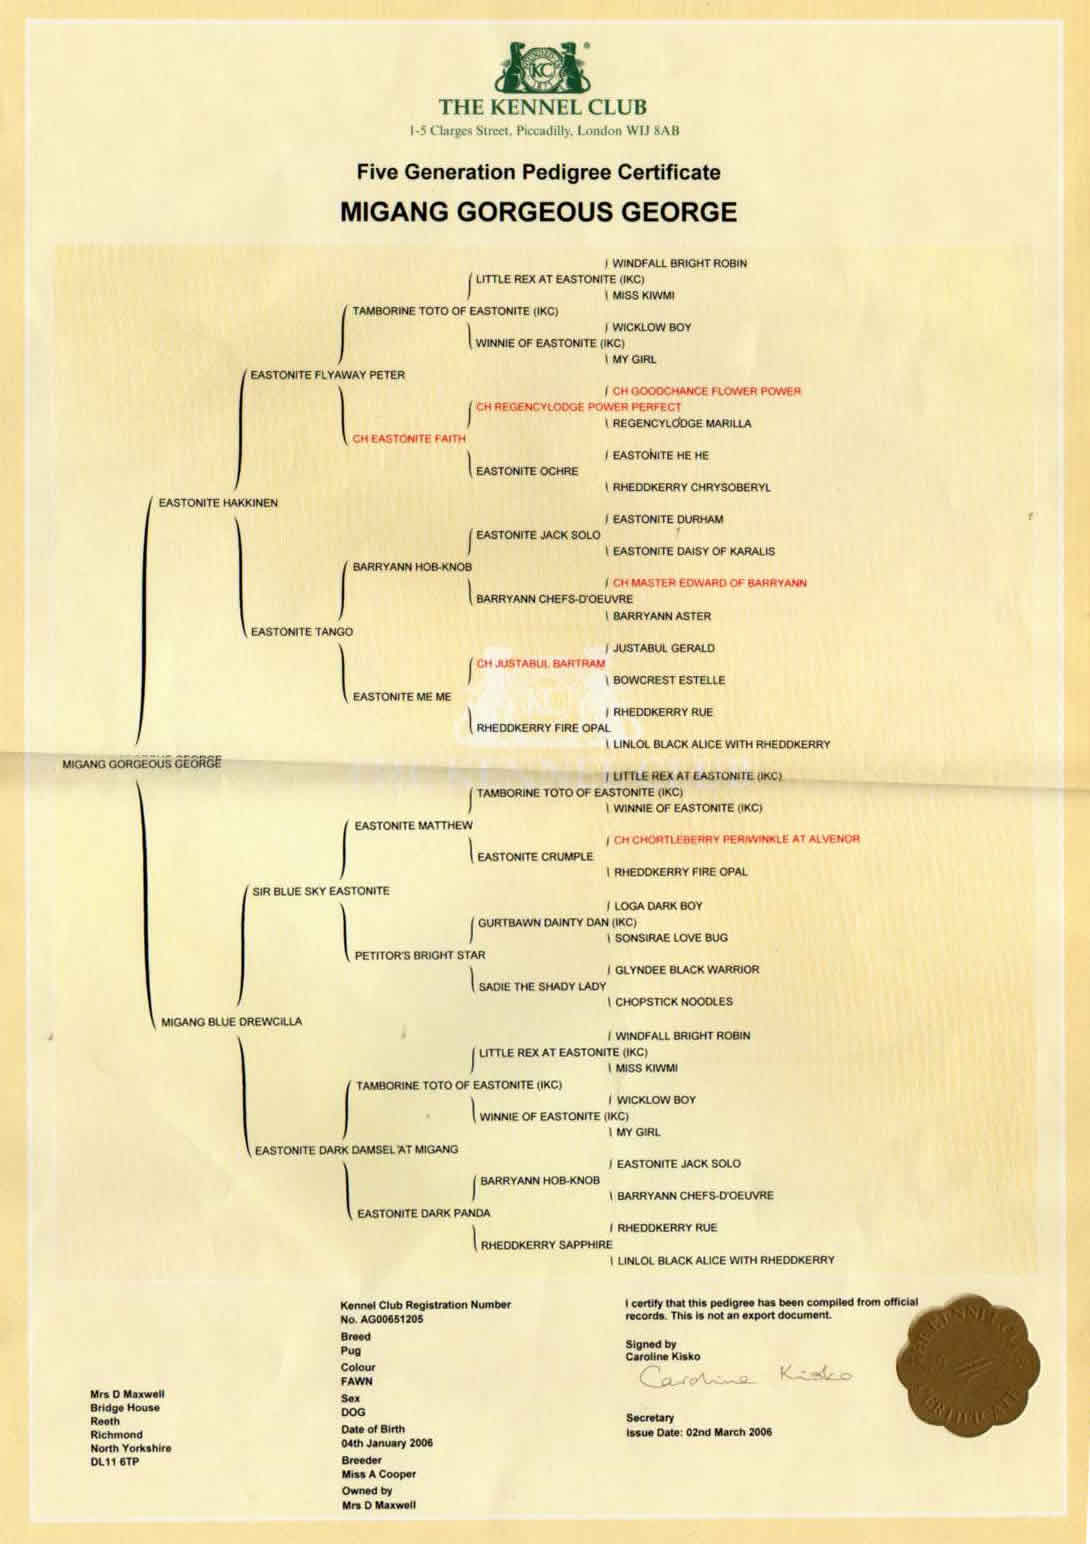 THE KENNEL CLUB
1-5 Clarges Street, Piccadilly, London W1J 8AB
Five Generation Pedigree Certificate
MIGANG GORGEOUS GEORGE
WINDFALL BRIGHT ROBIN
LITTLE REX AT EASTONITE (IKC)
MISS KIWMI
TAMBORINE TOTO OF EASTONITE (IKC)
WICKLOW BOY
WINNIE OF EASTONITE (IKC)
MY GIRL
EASTONITE FLYAWAY PETER
CH GOODCHANCE FLOWER POWER
CH REGENCYLODGE POWER PERFECT
REGENCYLODGE MARILLA
CH EASTONITE FAITH
EASTONITE HE HE
EASTONITE OCHRE
RHEDDKERRY CHRYSOBERYL
EASTONITE HAKKINEN
EASTONITE DURHAM
EASTONITE JACK SOLO
EASTONITE DAISY OF KARALIS
BARRYANN HOB-KNOB
CH MASTER EDWARD OF BARRYANN
BARRYANN CHEFS-D'OEUVRE
BARRYANN ASTER
EASTONITE TANGO
JUSTABUL GERALD
CH JUSTABUL BARTRAM
BOWCREST ESTELLE
EASTONITE ME ME
RHEDDKERRY RUE
RHEDDKERRY FIRE OPAL
LINLOL BLACK ALICE WITH RHEDDKERRY
MIGANG GORGEOUS GEORGE
LITTLE REX AT EASTONITE (IKC)
TAMBORINE TOTO OF EASTONITE (IKC)
WINNIE OF EASTONITE (IKC)
EASTONITE MATTHEW
CH CHORTLEBERRY PERIWINKLE AT ALVENOR
EASTONITE CRUMPLE
RHEDDKERRY FIRE OPAL
SIR BLUE SKY EASTONITE
LOGA DARK BOY
GURTBAWN DAINTY DAN (IKC)
SONSIRAE LOVE BUG
PETITOR'S BRIGHT STAR
GLYNDEE BLACK WARRIOR
SADIE THE SHADY LADY
CHOPSTICK NOODLES
MIGANG BLUE DREWCILLA
WINDFALL BRIGHT ROBIN
LITTLE REX AT EASTONITE (IKC)
MISS KIWMI
TAMBORINE TOTO OF EASTONITE (IKC)
WICKLOW BOY
WINNIE OF EASTONITE (IKC)
MY GIRL
EASTONITE DARK DAMSEL AT MIGANG
EASTONITE JACK SOLO
BARRYANN HOB-KNOB
BARRYANN CHEFS-D'OEUVRE
EASTONITE DARK PANDA
RHEDDKERRY RUE
RHEDDKERRY SAPPHIRE
LINLOL BLACK ALICE WITH RHEDDKERRY
Mrs D Maxwell
Bridge House
Reeth
Richmond
North Yorkshire
DL11 6TP
Kennel Club Registration Number
No. AG00651205
Breed
Pug
Colour
FAWN
Sex
DOG
Date of Birth
04th January 2006
Breeder
Miss A Cooper
Owned by
Mrs D Maxwell
I certify that this pedigree has been compiled from official
records. This is not an export document.
Signed by
Caroline Kisko
Caroline Kisko
Secretary
Issue Date: 02nd March 2006
THE KENNEL CLUB
CERTIFICATE